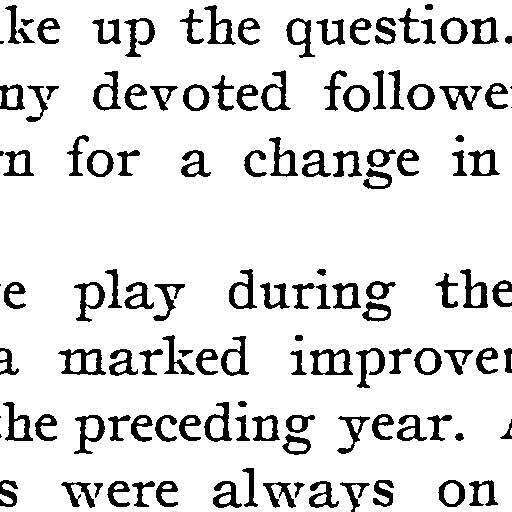 ke up the question.
ny devoted followe
n for a change in
e play during the
a marked improve
the preceding year.
s were always on